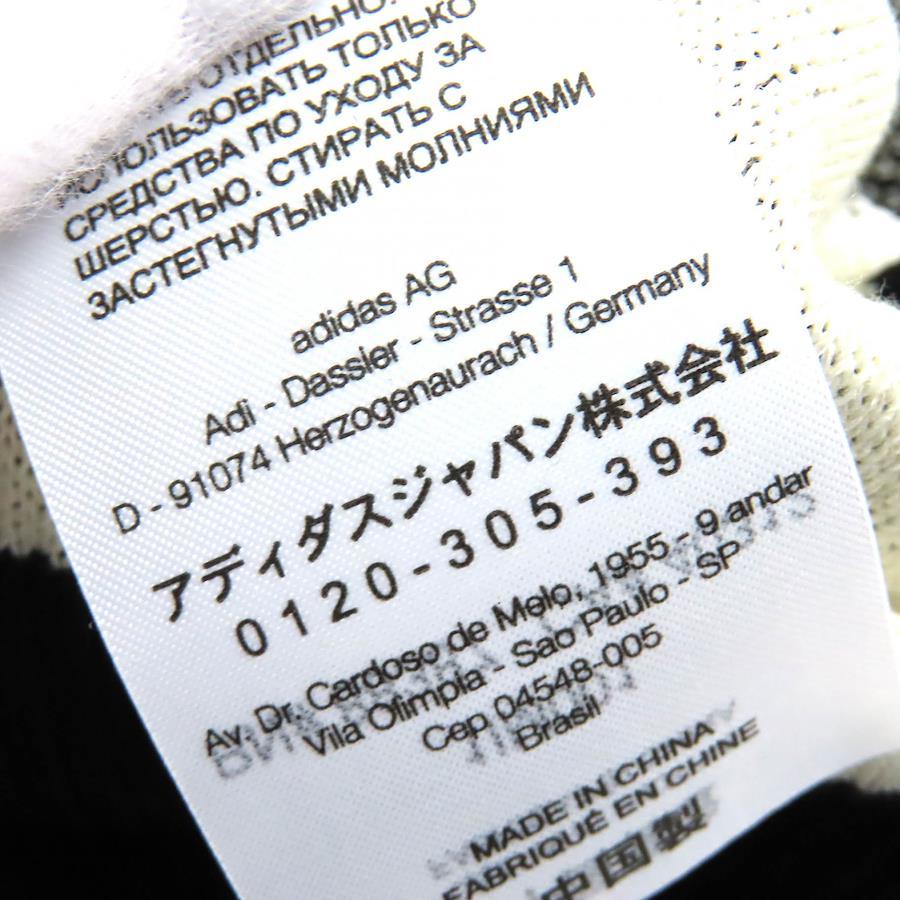 ОТДЕЛЬНО.
ИСПОЛЬЗОВАТЬ ТОЛЬКО
СРЕДСТВА ПО УХОДУ ЗА
ШЕРСТЬЮ. СТИРАТЬ С
ЗАСТЕГНУТЫМИ МОЛНИЯМИ
adidas AG
Adi - Dassler - Strasse 1
D - 91074 Herzogenaurach / Germany
アディダスジャパン株式会社
0120-305-393
Av. Dr. Cardoso de Melo, 1955 - 9 andar
Vila Olimpia - Sao Paulo - SP
Cep 04548-005
Brasil
MADE IN CHINA
FABRIQUÉ EN CHINE
中国製